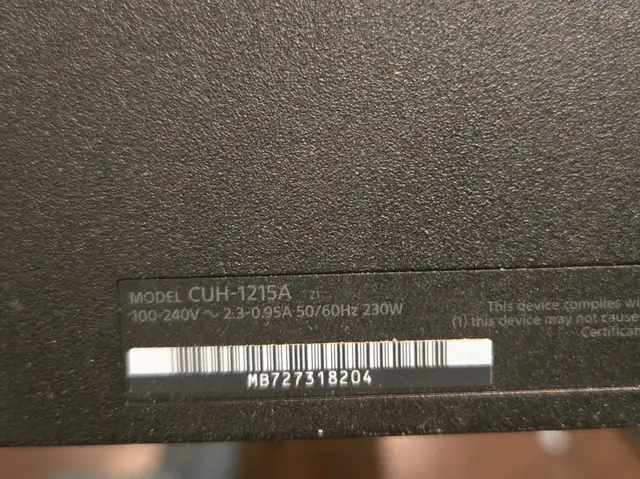 MODEL CUH-1215A Z1
100-240V ∼ 2.3-0.95A 50/60Hz 230W
MB727318204
This device complies w
(1) this device may not cause
Certificat